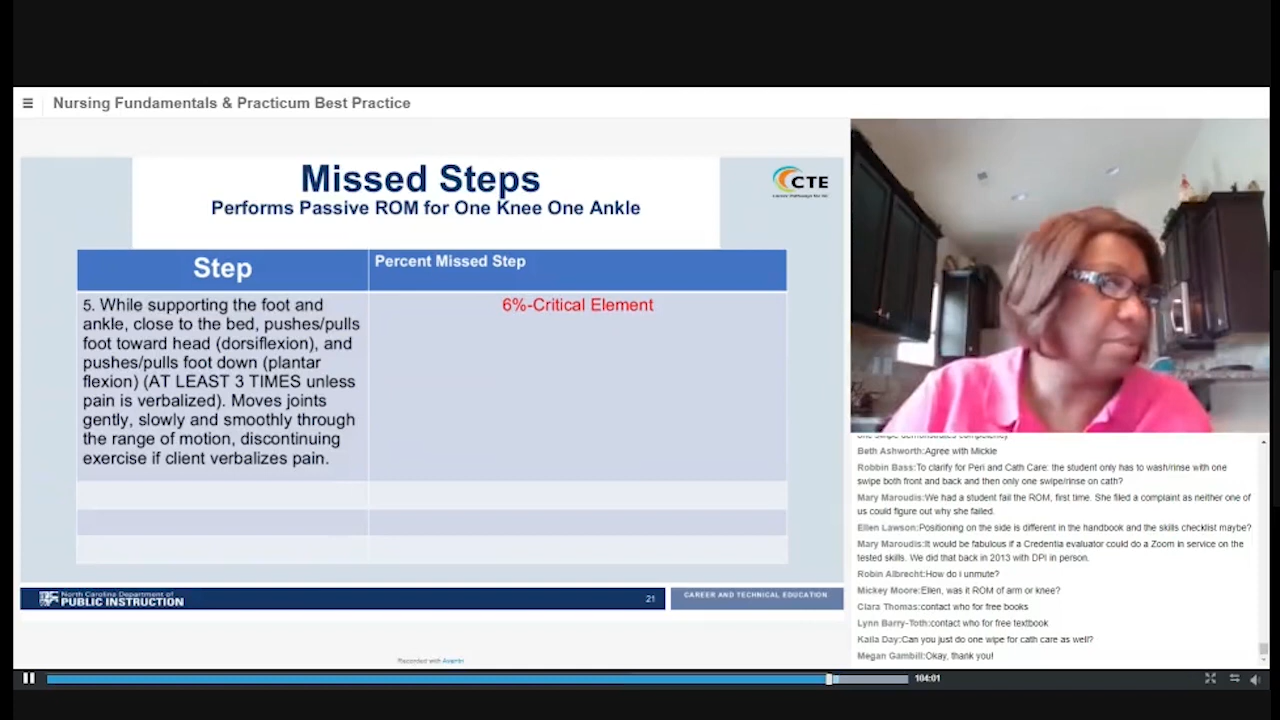 Nursing Fundamentals & Practicum Best Practice
Missed Steps
Performs Passive ROM for One Knee One Ankle
CTE
Step
Percent Missed Step
5. While supporting the foot and
ankle, close to the bed, pushes/pulls
foot toward head (dorsiflexion), and
pushes/pulls foot down (plantar
flexion) (AT LEAST 3 TIMES unless
pain is verbalized). Moves joints
gently, slowly and smoothly through
the range of motion, discontinuing
exercise if client verbalizes pain.
6%-Critical Element
North Carolina Department of
PUBLIC INSTRUCTION
21
CAREER AND TECHNICAL EDUCATION
Recorded with
one swipe demonstrates competency
Beth Ashworth:Agree with Mickie
Robbin Bass:To clarify for Peri and Cath Care: the student only has to wash/rinse with one
swipe both front and back and then only one swipe/rinse on cath?
Mary Maroudis:We had a student fail the ROM, first time. She filed a complaint as neither one of
us could figure out why she failed.
Ellen Lawson:Positioning on the side is different in the handbook and the skills checklist maybe?
Mary Maroudis:It would be fabulous if a Credentia evaluator could do a Zoom in service on the
tested skills. We did that back in 2013 with DPI in person.
Robin Albrecht:How do i unmute?
Mickey Moore:Ellen, was it ROM of arm or knee?
Clara Thomas:contact who for free books
Lynn Barry-Toth:contact who for free textbook
Kaila Day:Can you just do one wipe for cath care as well?
Megan Gambill:Okay, thank you!
104:01